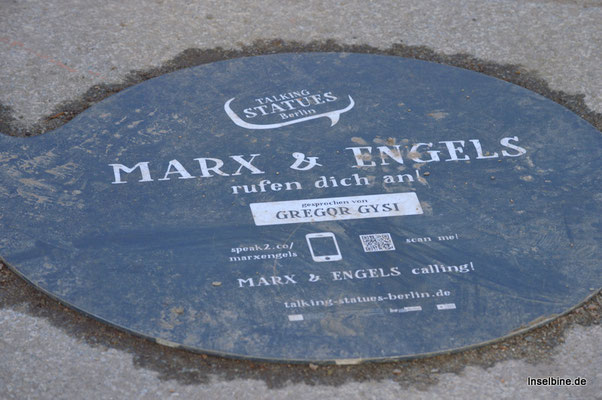 TALKING
STATUES
Berlin
MARX & ENGELS
rufen dich an!
gesprochen von
GREGOR GYSI
speak2.co/
marxengels
scan me!
MARX & ENGELS calling!
talking-statues-berlin.de
Inselbine.de